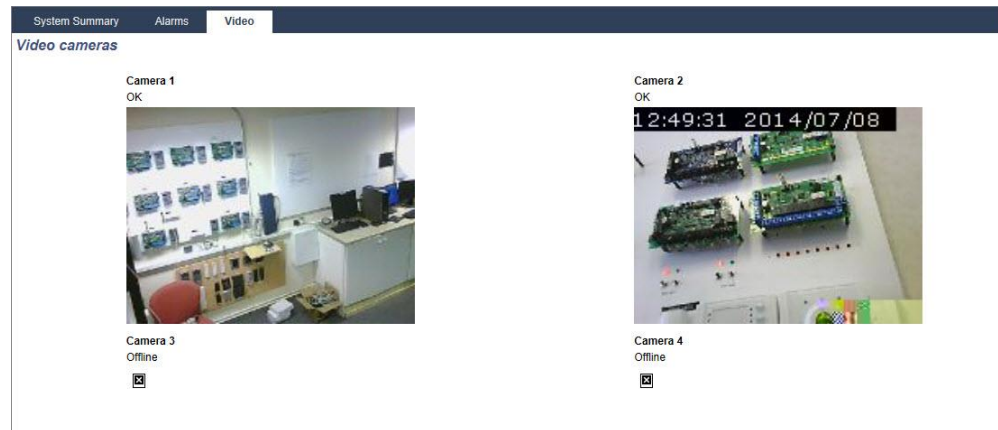 System Summary Alarms Video
Video cameras
Camera 1
OK
Camera 2
OK
12:49:31 2014/07/08
Camera 3
Offline
Camera 4
Offline